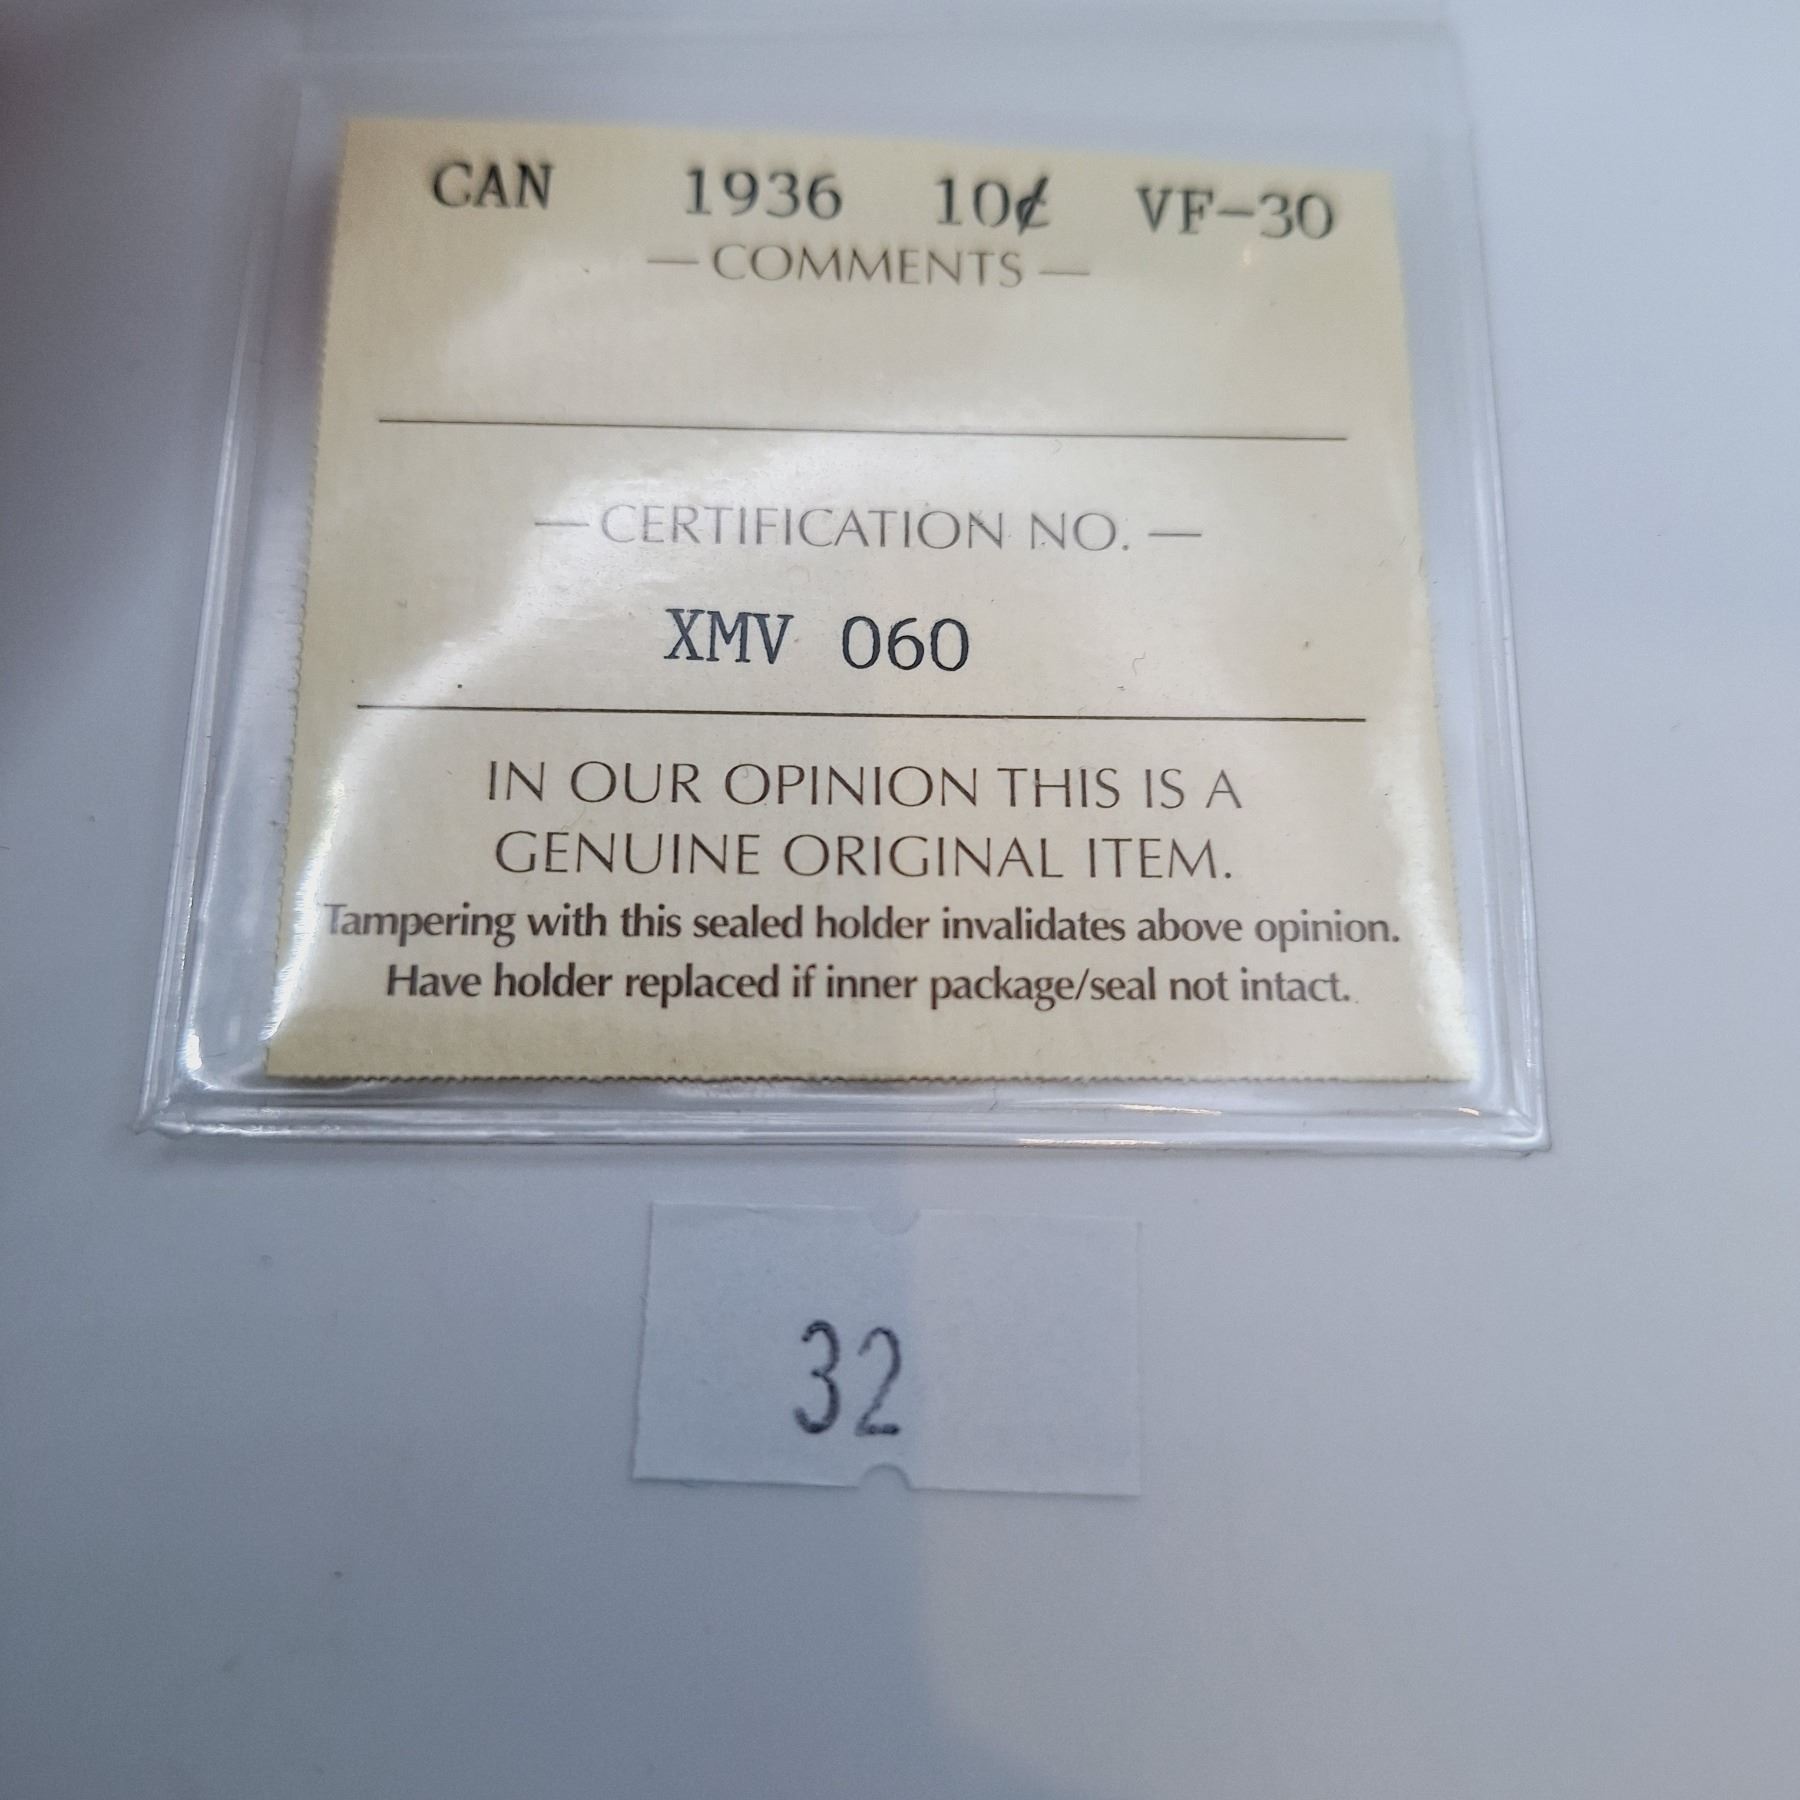 CAN 1936 10¢ VF-30
— COMMENTS —
— CERTIFICATION NO. —
XMV 060
IN OUR OPINION THIS IS A
GENUINE ORIGINAL ITEM.
Tampering with this sealed holder invalidates above opinion.
Have holder replaced if inner package/seal not intact.
32